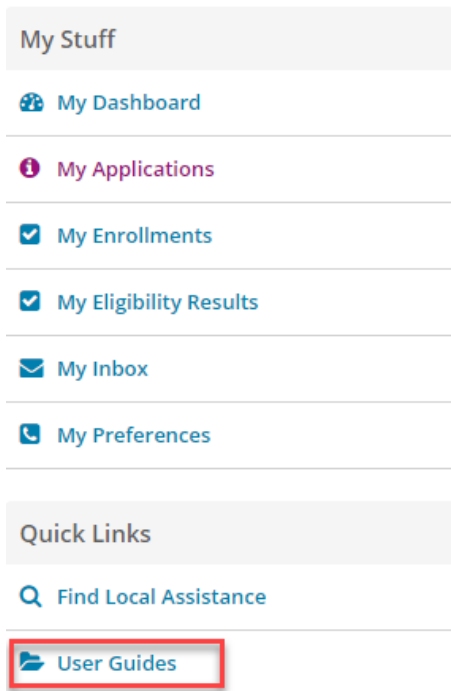 My Stuff
My Dashboard
My Applications
My Enrollments
My Eligibility Results
My Inbox
My Preferences
Quick Links
Find Local Assistance
User Guides